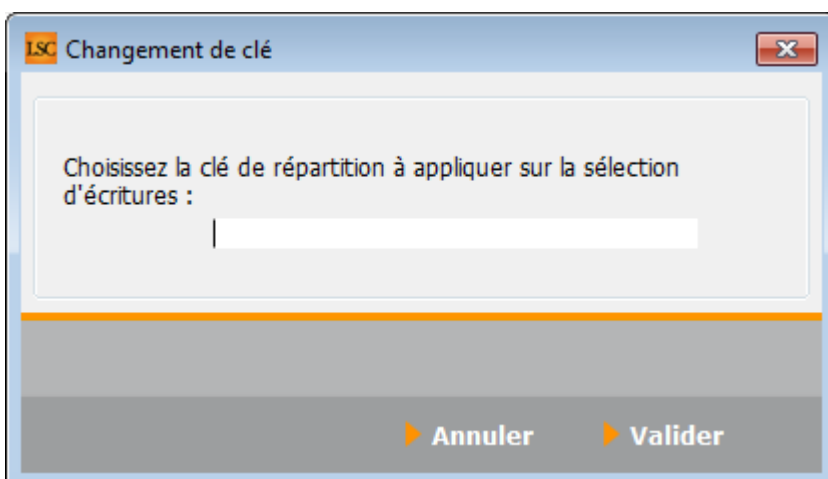 LSC Changement de clé
Choisissez la clé de répartition à appliquer sur la sélection
d'écritures :
Annuler Valider